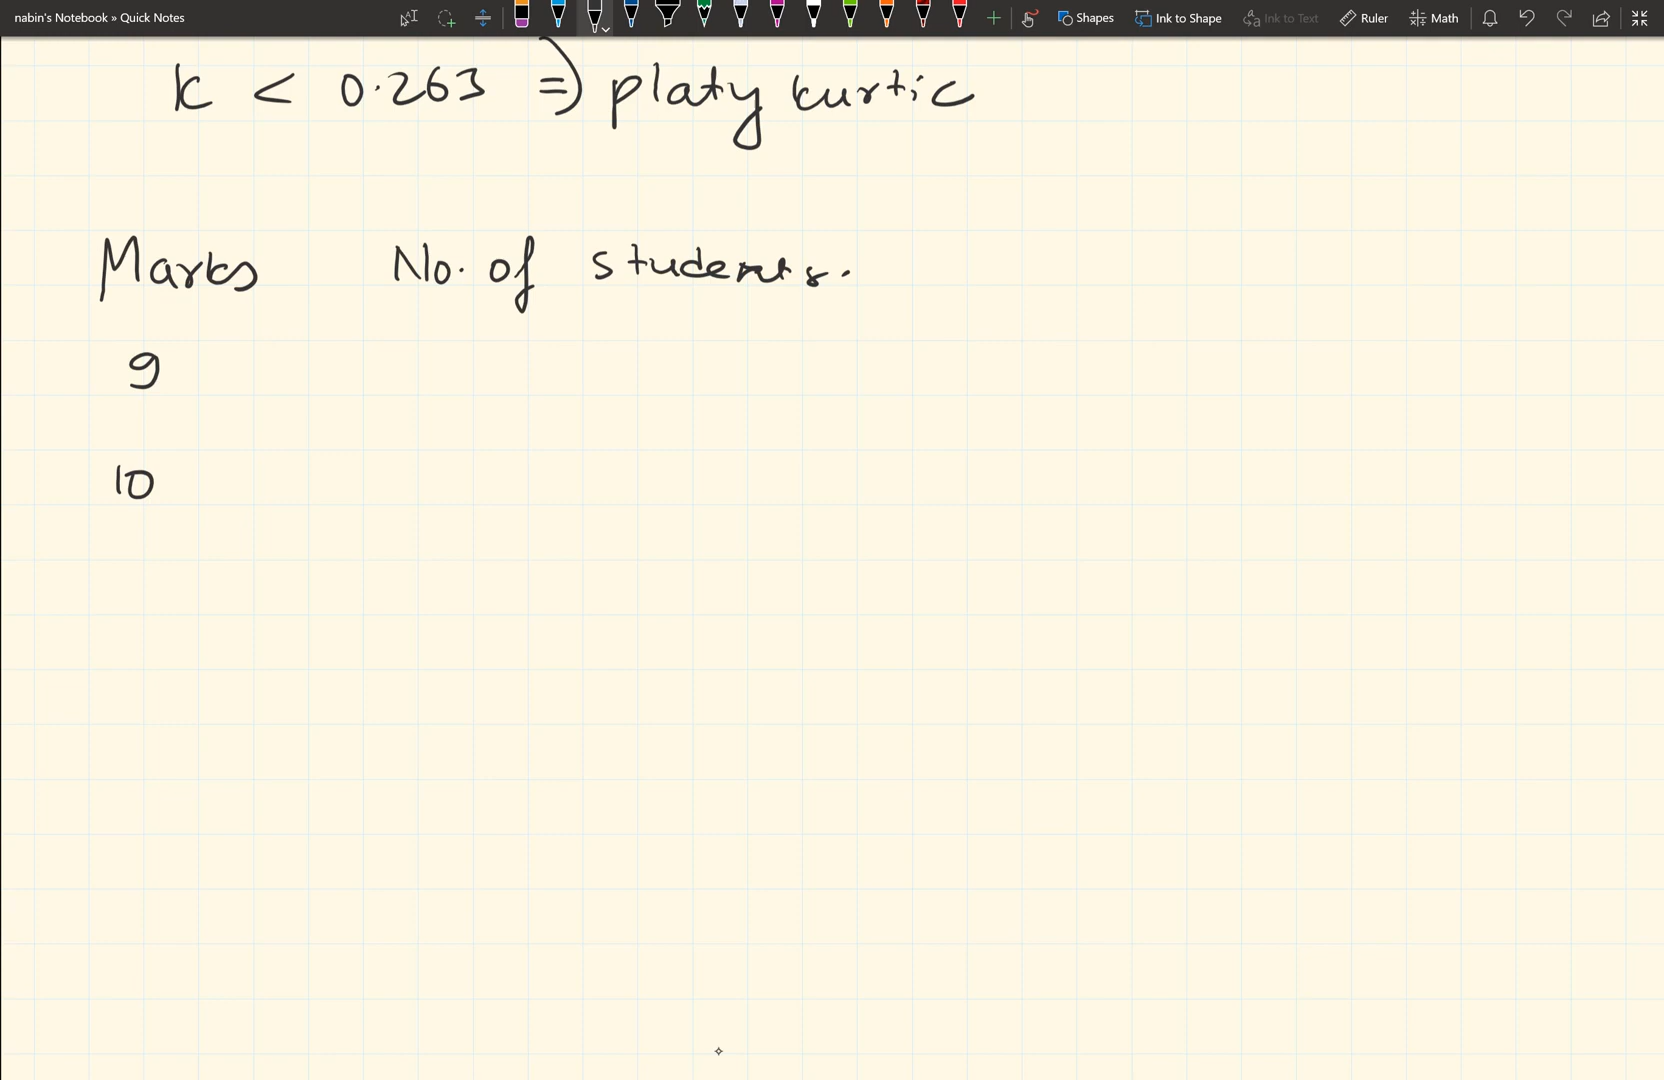 nabin's Notebook » Quick Notes
Shapes Ink to Shape Ink to Text Ruler Math
k < 0.263 => platy kurtic
Marks No. of students.
9
10